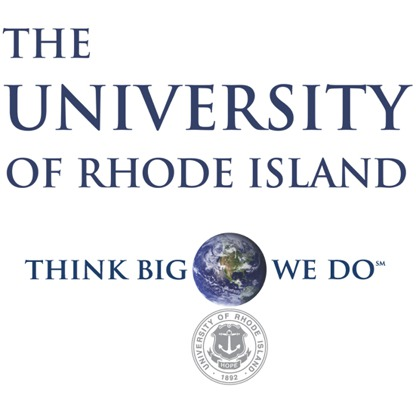 THE
UNIVERSITY
OF RHODE ISLAND
THINK BIG WE DO℠
UNIVERSITY OF RHODE ISLAND
HOPE
1892